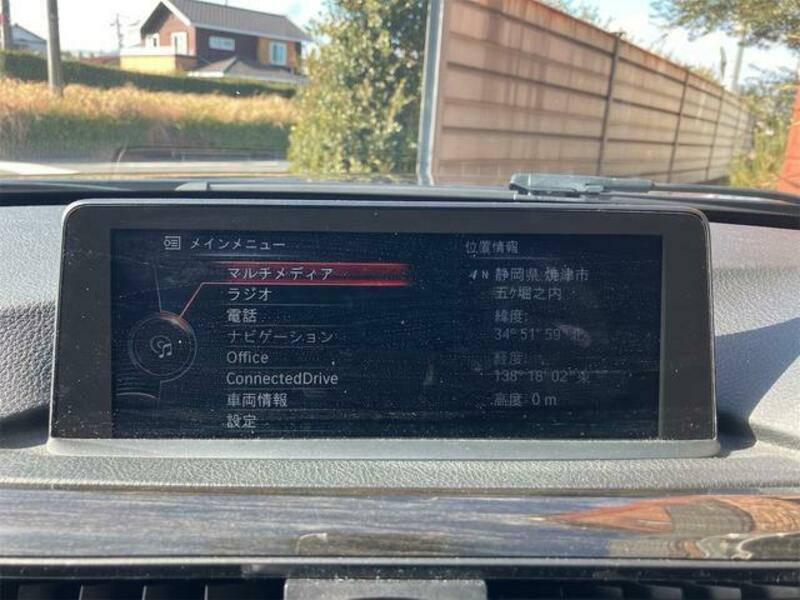 メインメニュー
マルチメディア
ラジオ
電話
ナビゲーション
Office
ConnectedDrive
車両情報
設定
位置情報
N 静岡県 焼津市
五ケ堀之内
緯度:
34° 51' 59" 北
経度:
138° 18' 02" 東
高度: 0 m